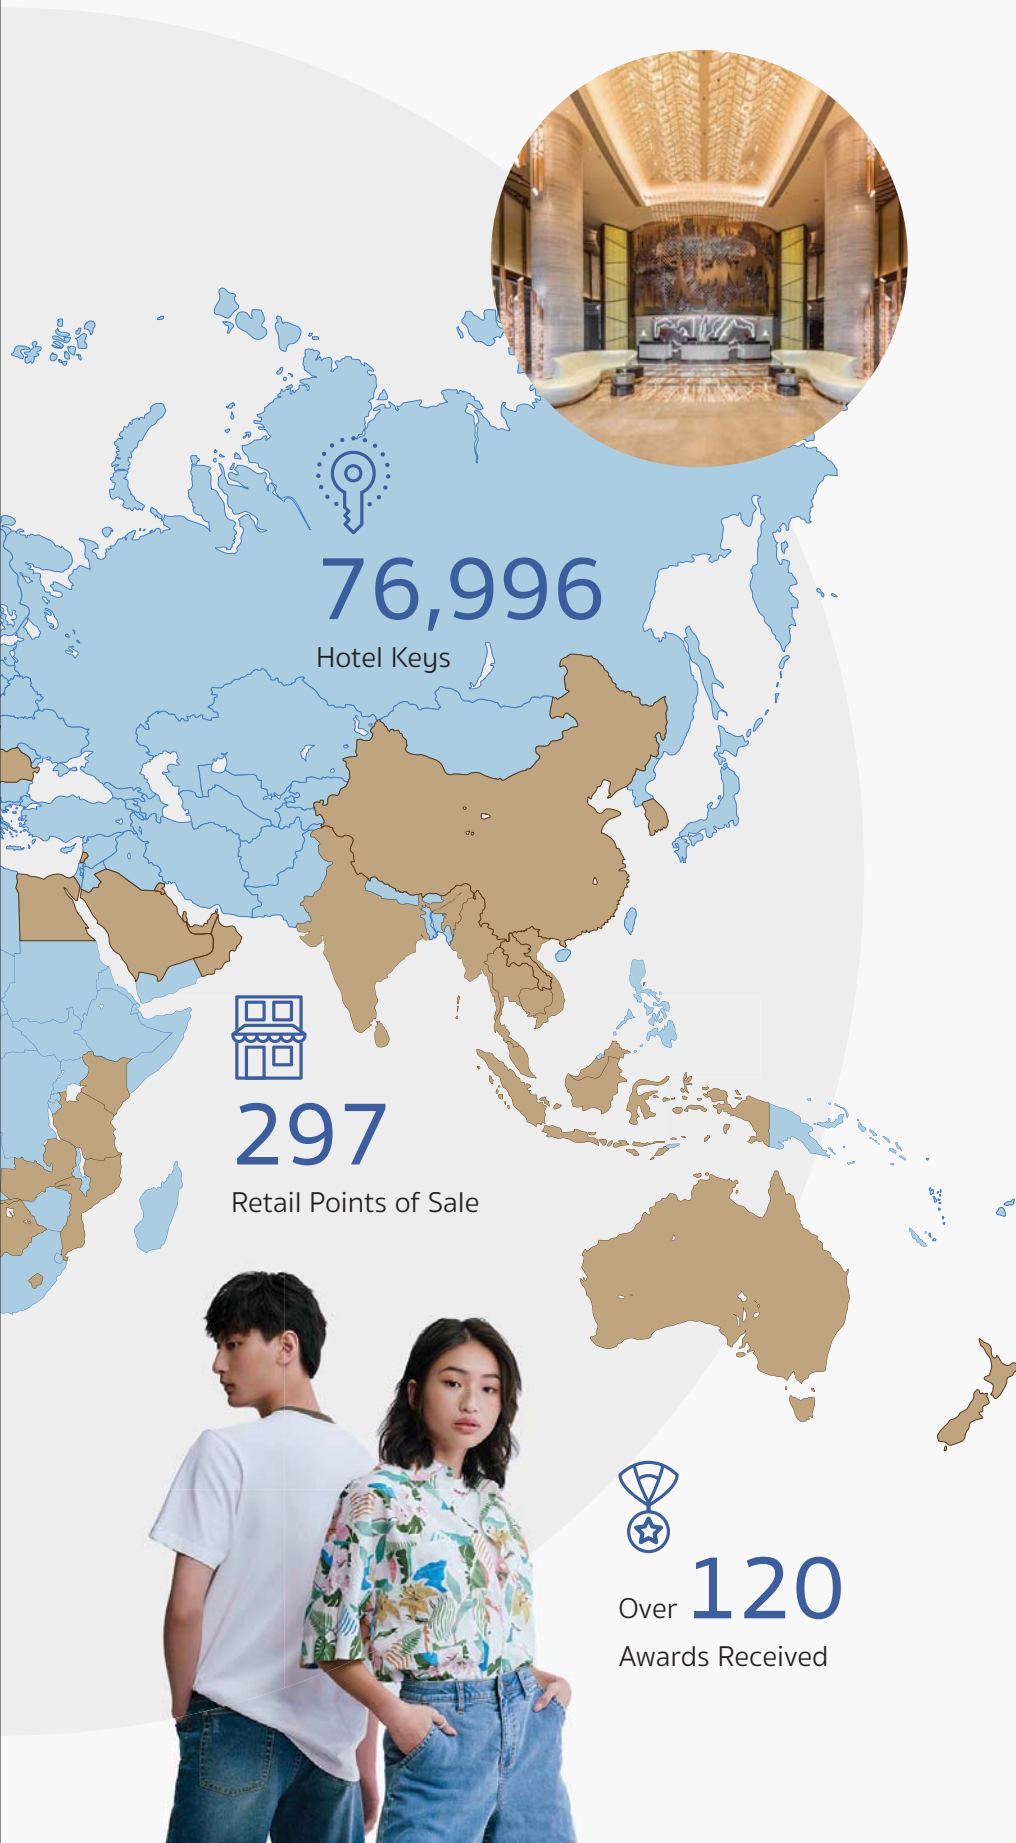 76,996
Hotel Keys
297
Retail Points of Sale
Over 120
Awards Received